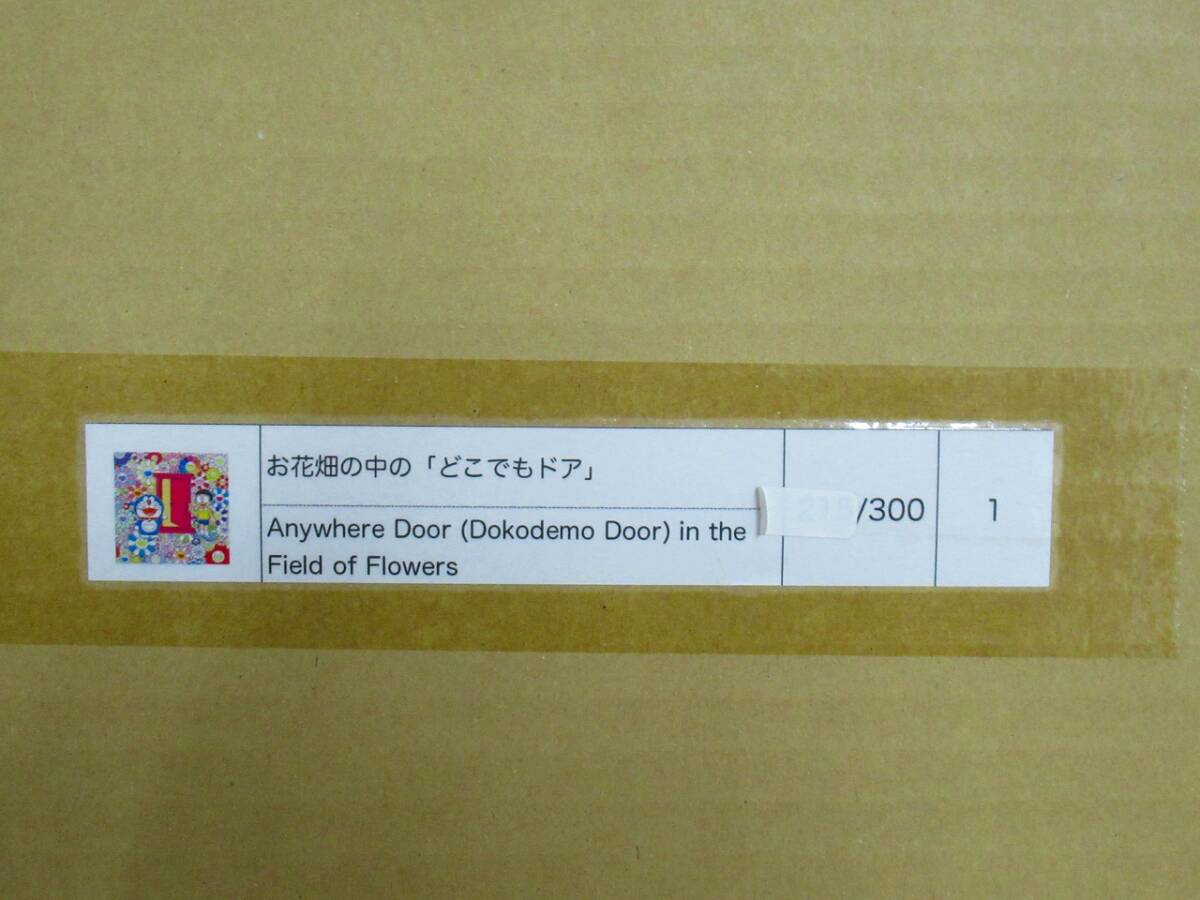 お花畑の中の「どこでもドア」
Anywhere Door (Dokodemo Door) in the
Field of Flowers
/300
1